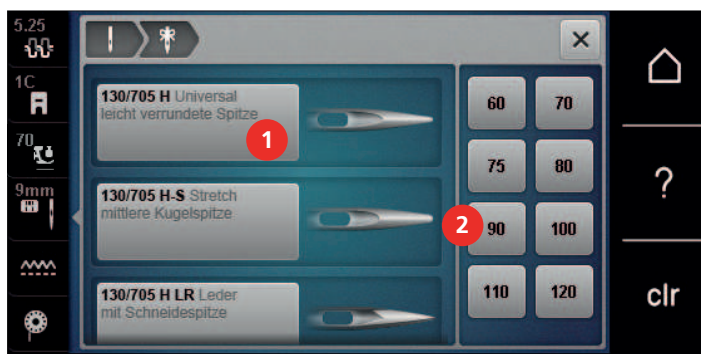 5.25
1C
70
9mm
130/705 H Universal
leicht verrundete Spitze
1
130/705 H-S Stretch
mittlere Kugelspitze
130/705 H LR Leder
mit Schneidespitze
60 70
75 80
2
90 100
110 120
?
clr